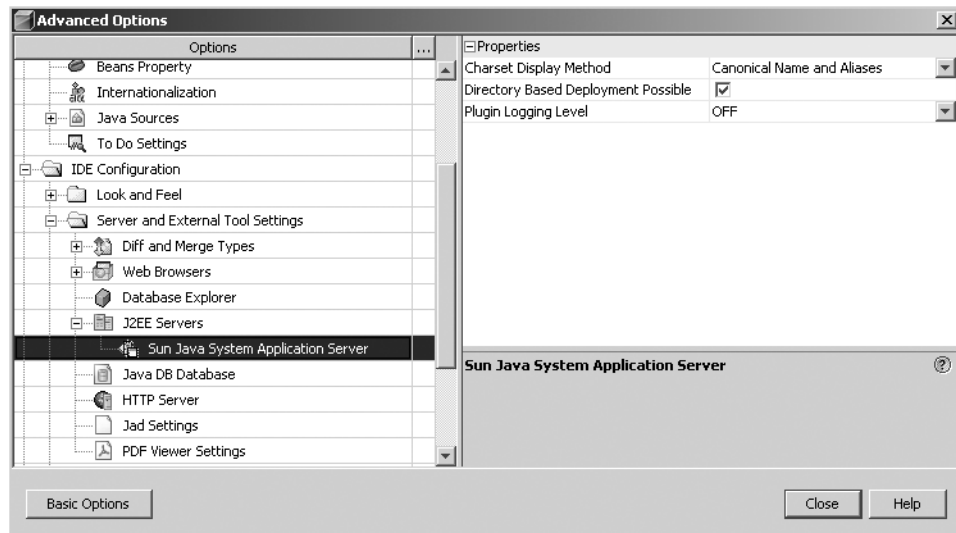 Advanced Options
Options
...
Beans Property
Internationalization
Java Sources
To Do Settings
IDE Configuration
Look and Feel
Server and External Tool Settings
Diff and Merge Types
Web Browsers
Database Explorer
J2EE Servers
Sun Java System Application Server
Java DB Database
HTTP Server
Jad Settings
PDF Viewer Settings
Properties
Charset Display Method Canonical Name and Aliases
Directory Based Deployment Possible
Plugin Logging Level OFF
Sun Java System Application Server
?
Basic Options
Close Help